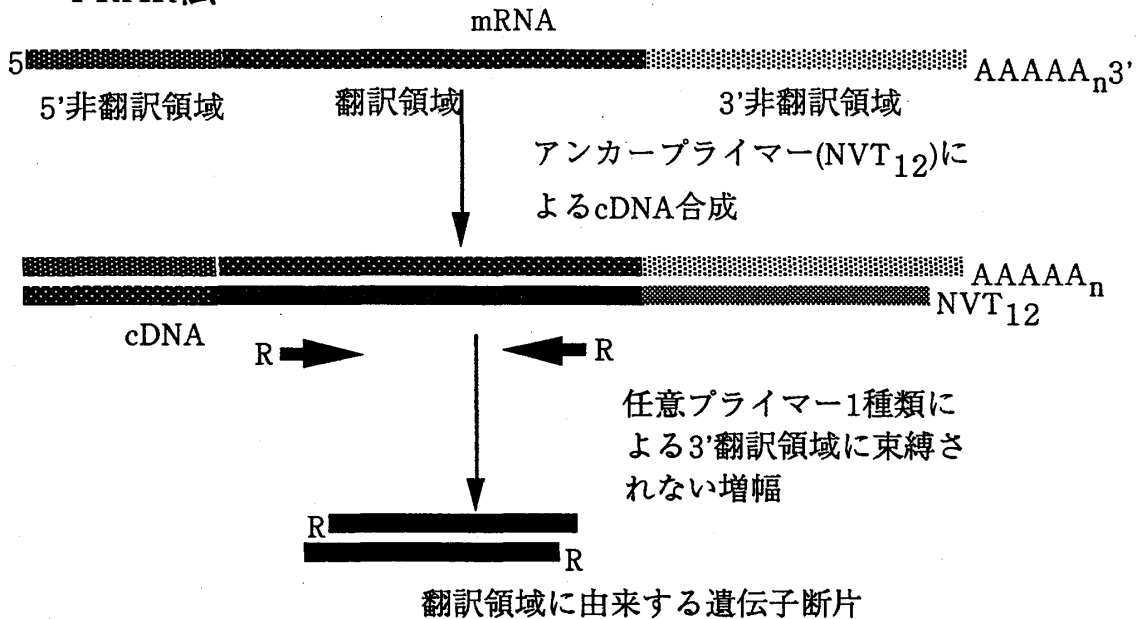 mRNA
5
AAAAAn3'
5'非翻訳領域
翻訳領域
3'非翻訳領域
アンカープライマー(NVT12)に
よるcDNA合成
AAAAAn
NVT12
cDNA
R
R
任意プライマー1種類に
よる3'翻訳領域に束縛さ
れない増幅
R
R
翻訳領域に由来する遺伝子断片